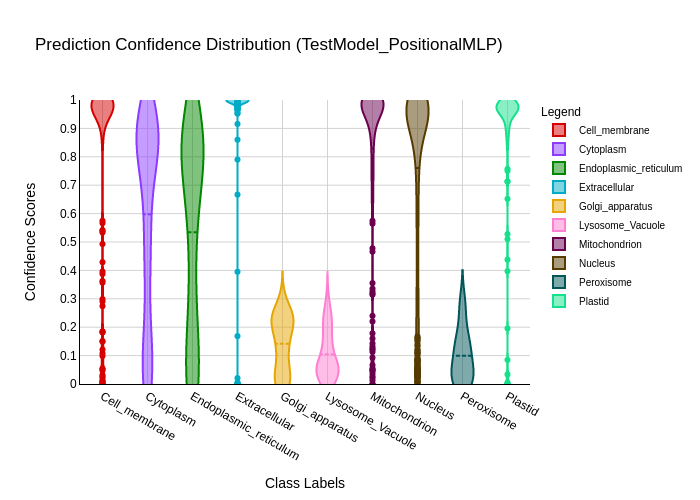 Prediction Confidence Distribution (TestModel_PositionalMLP)
Legend
Cell_membrane
Cytoplasm
Endoplasmic_reticulum
Extracellular
Golgi_apparatus
Lysosome_Vacuole
Mitochondrion
Nucleus
Peroxisome
Plastid
Confidence Scores
1
0.9
0.8
0.7
0.6
0.5
0.4
0.3
0.2
0.1
0
Cell_membrane
Cytoplasm
Endoplasmic_reticulum
Extracellular
Golgi_apparatus
Lysosome_Vacuole
Mitochondrion
Nucleus
Peroxisome
Plastid
Class Labels